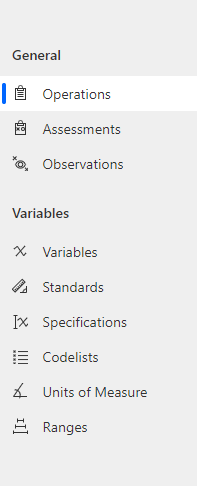 General
Operations
Assessments
Observations
Variables
Variables
Standards
Specifications
Codelists
Units of Measure
Ranges